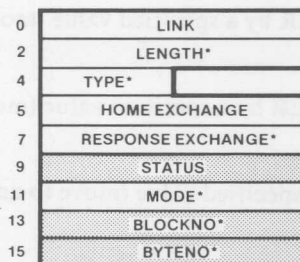 0 LINK
2 LENGTH*
4 TYPE*
5 HOME EXCHANGE
7 RESPONSE EXCHANGE*
9 STATUS
11 MODE*
13 BLOCKNO*
15 BYTENO*